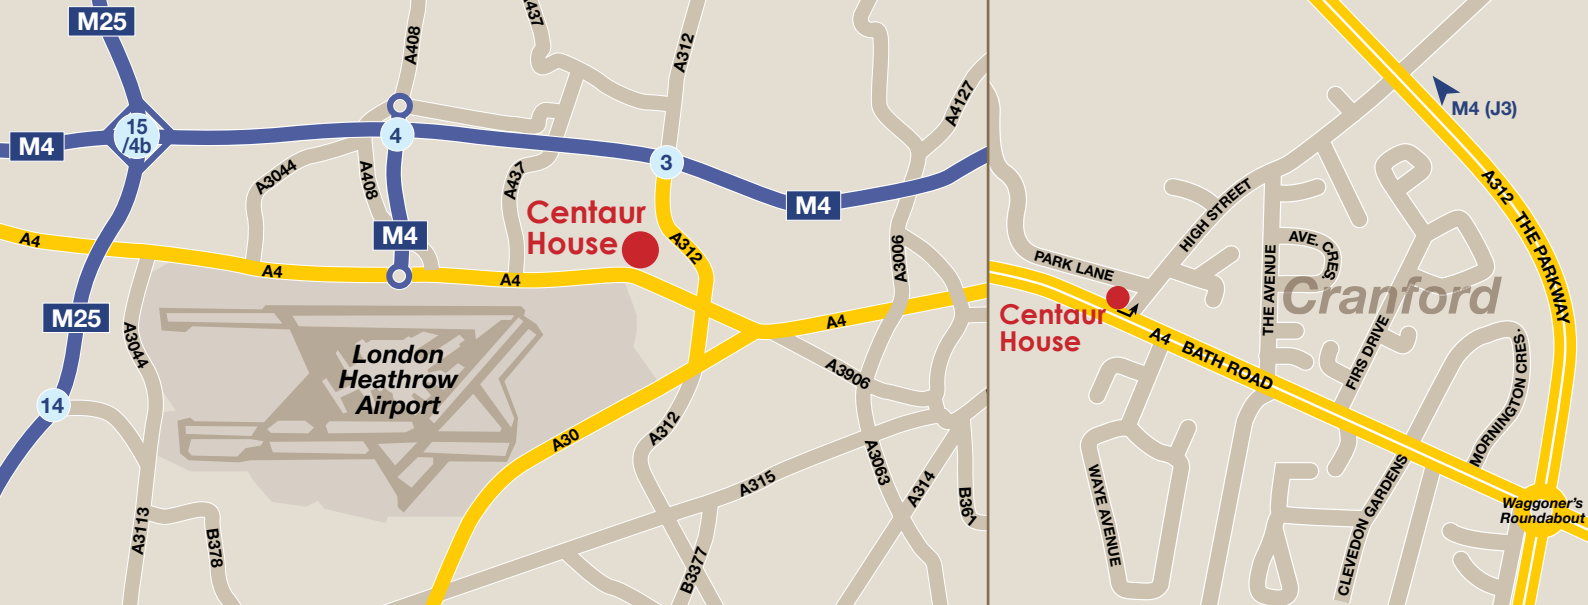 M25
A408
A437
A312
A4127
15
/4b
4
M4
3
A3044
A408
A437
M4
Centaur
House
M4
A312
A3006
A4
A4
A4
A4
M25
A3044
London
Heathrow
Airport
A3906
14
A30
A312
A315
A3063
A314
B361
A3113
B378
B3377
M4 (J3)
A312 THE PARKWAY
HIGH STREET
AVE. CRES.
THE AVENUE
PARK LANE
Cranford
Centaur
House
A4 BATH ROAD
FIRS DRIVE
MORNINGTON CRES.
WAYE AVENUE
CLEVEDON GARDENS
Waggoner's
Roundabout